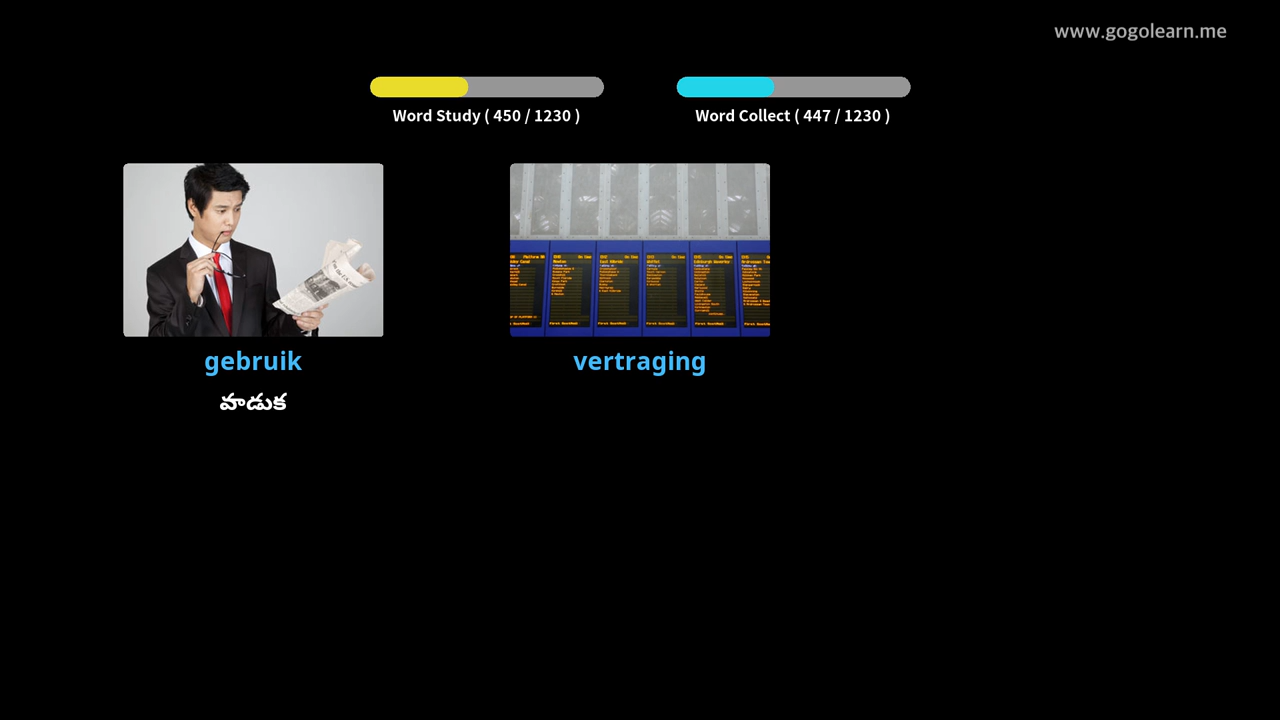 www.gogolearn.me
Word Study ( 450 / 1230 )
Word Collect ( 447 / 1230 )
gebruik
vertraging
వాడుక